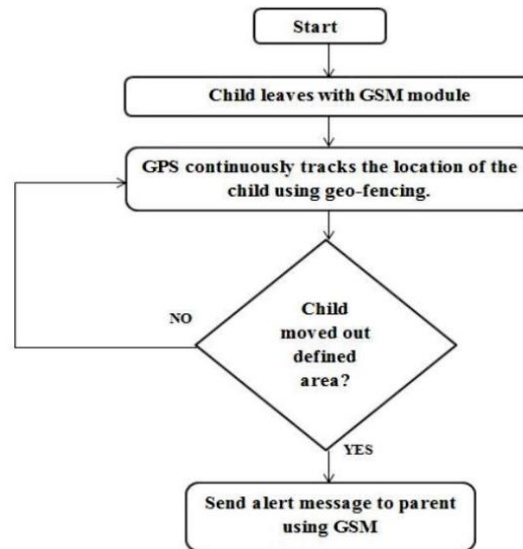 Start
Child leaves with GSM module
GPS continuously tracks the location of the
child using geo-fencing.
NO
Child
moved out
defined
area?
YES
Send alert message to parent
using GSM